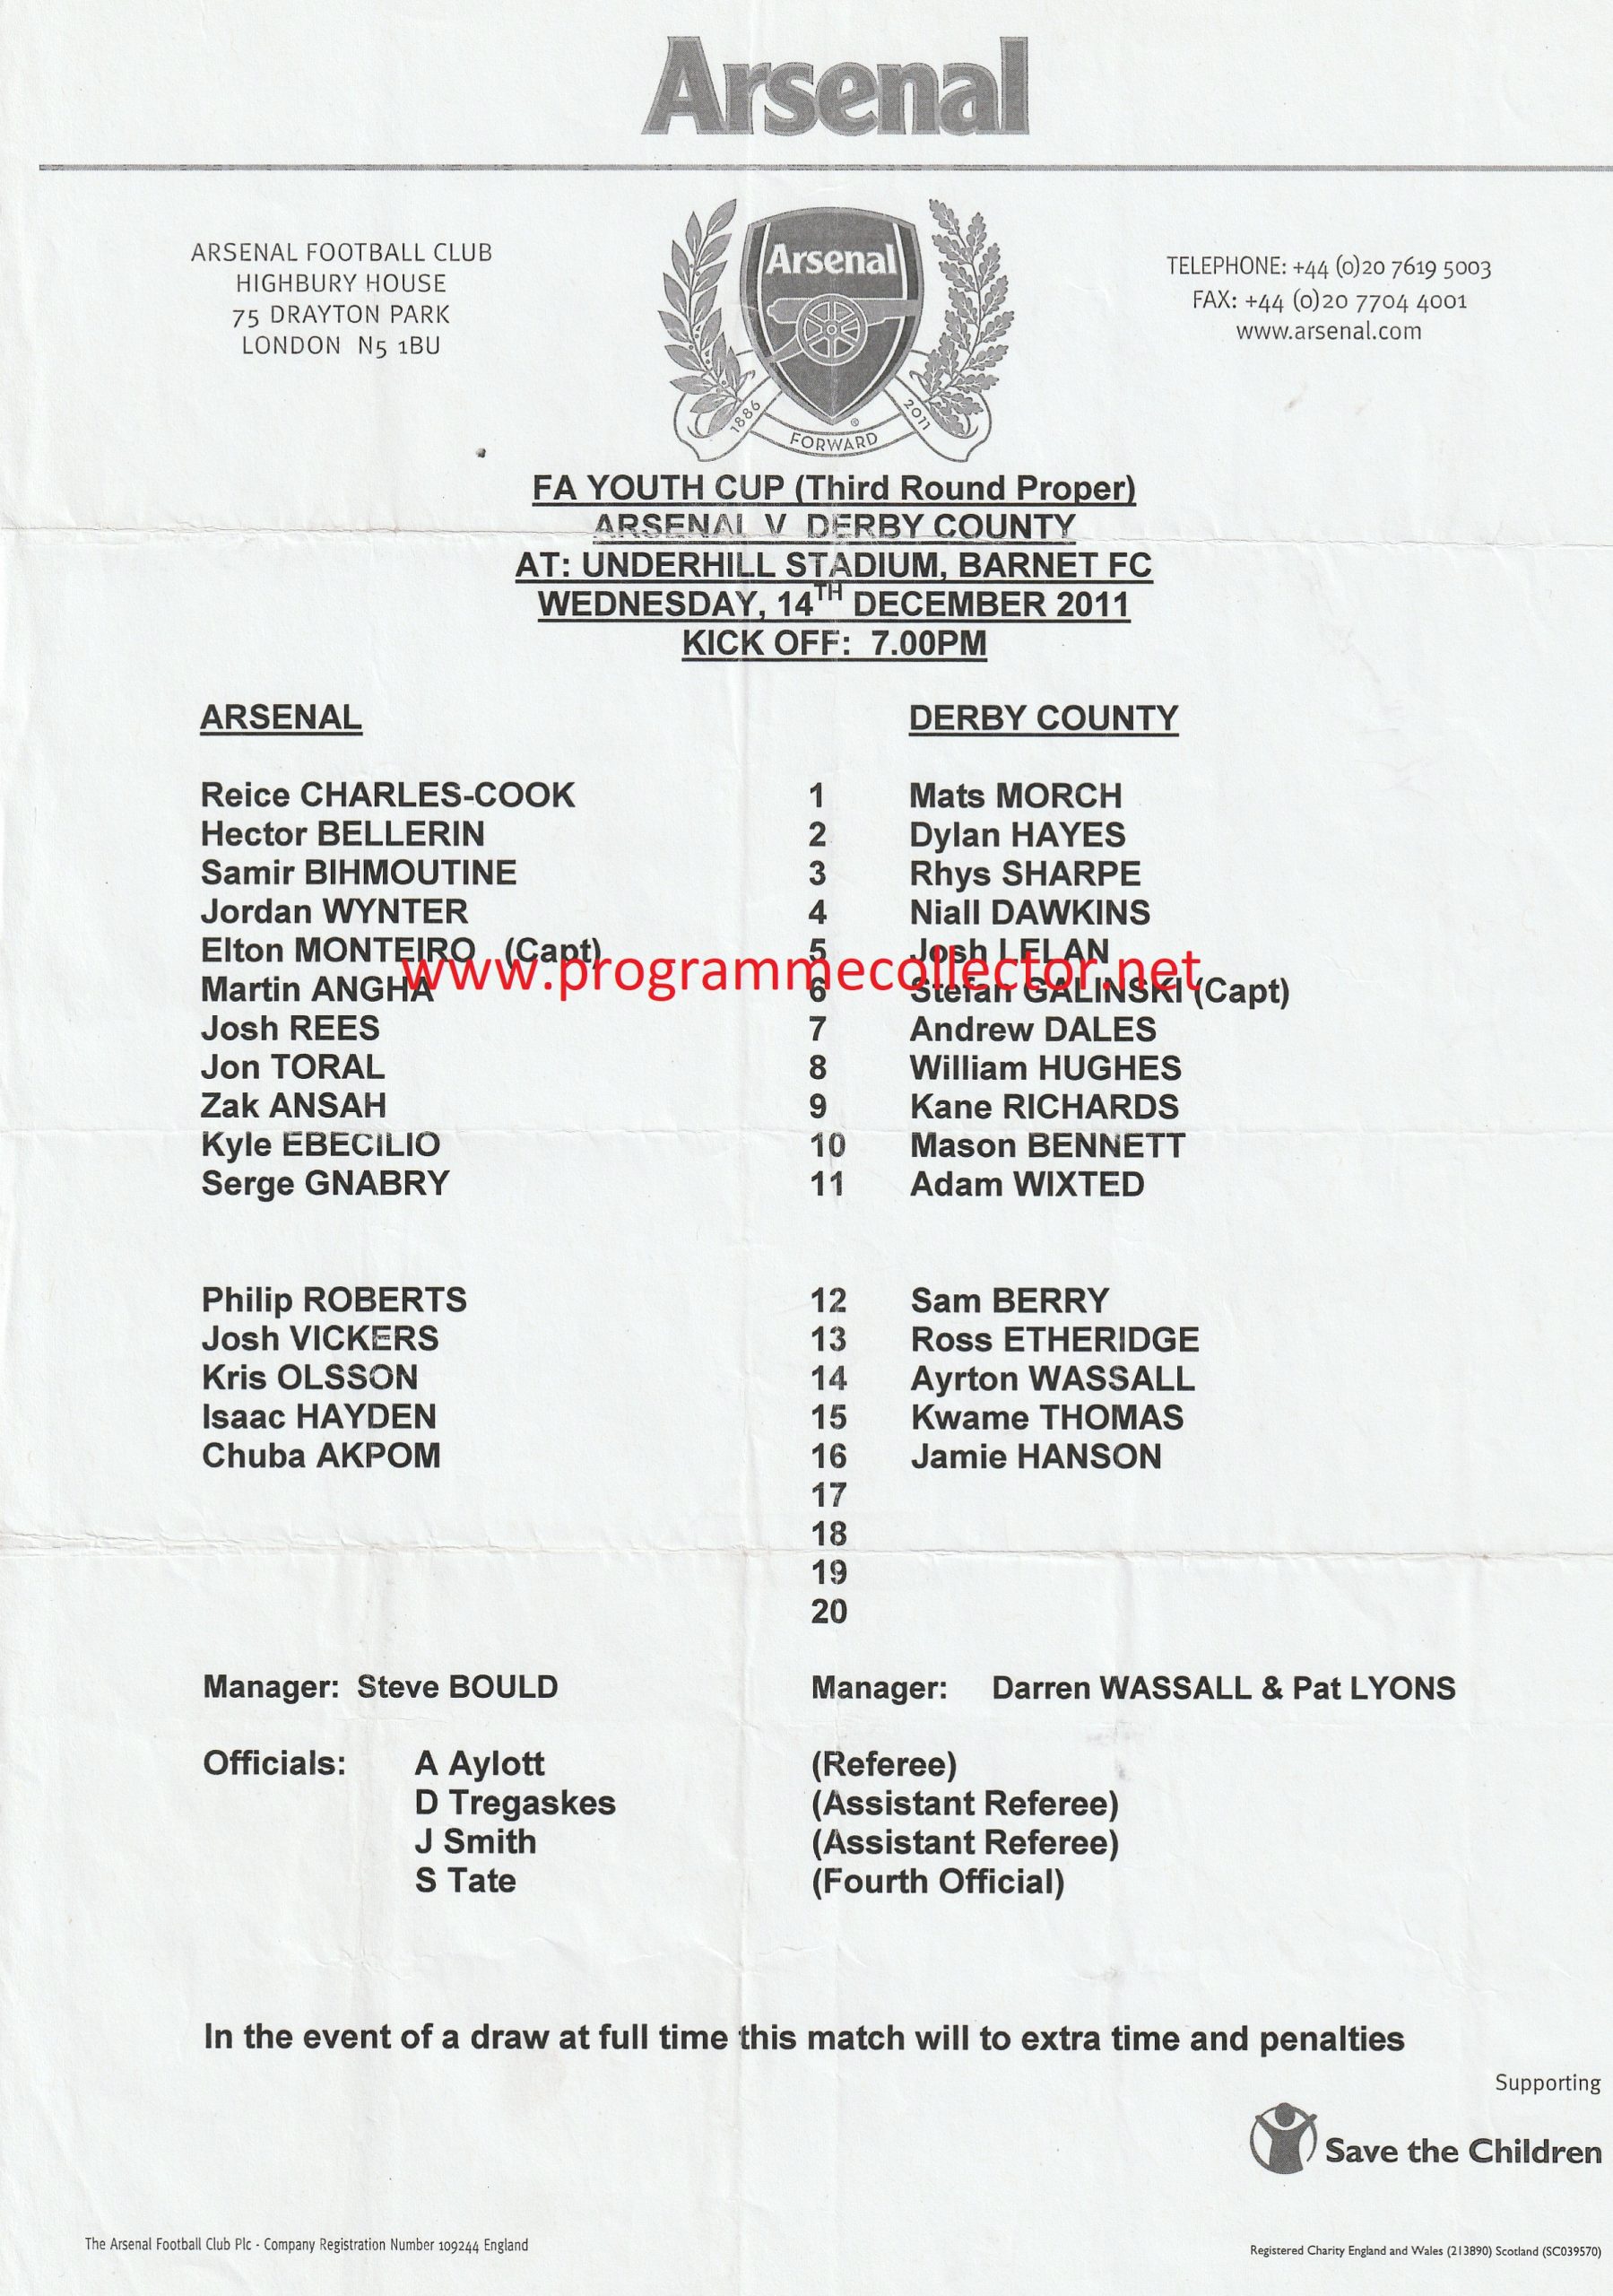 Arsenal
ARSENAL FOOTBALL CLUB
HIGHBURY HOUSE
75 DRAYTON PARK
LONDON N5 1BU
Arsenal
1886
FORWARD
2011
®
TELEPHONE: +44 (0)20 7619 5003
FAX: +44 (0)20 7704 4001
www.arsenal.com
FA YOUTH CUP (Third Round Proper)
ARSENAL V DERBY COUNTY
AT: UNDERHILL STADIUM, BARNET FC
WEDNESDAY, 14TH DECEMBER 2011
KICK OFF: 7.00PM
ARSENAL DERBY COUNTY
Reice CHARLES-COOK 1 Mats MORCH
Hector BELLERIN 2 Dylan HAYES
Samir BIHMOUTINE 3 Rhys SHARPE
Jordan WYNTER 4 Niall DAWKINS
Elton MONTEIRO (Capt) 5 Josh LELAN
www.programmecollector.net
Martin ANGHA 6 Stefan GALINSKI (Capt)
Josh REES 7 Andrew DALES
Jon TORAL 8 William HUGHES
Zak ANSAH 9 Kane RICHARDS
Kyle EBECILIO 10 Mason BENNETT
Serge GNABRY 11 Adam WIXTED
Philip ROBERTS 12 Sam BERRY
Josh VICKERS 13 Ross ETHERIDGE
Kris OLSSON 14 Ayrton WASSALL
Isaac HAYDEN 15 Kwame THOMAS
Chuba AKPOM 16 Jamie HANSON
17
18
19
20
Manager: Steve BOULD Manager: Darren WASSALL & Pat LYONS
Officials: A Aylott (Referee)
D Tregaskes (Assistant Referee)
J Smith (Assistant Referee)
S Tate (Fourth Official)
In the event of a draw at full time this match will to extra time and penalties
Supporting
Save the Children
The Arsenal Football Club Plc - Company Registration Number 109244 England
Registered Charity England and Wales (213890) Scotland (SC039570)